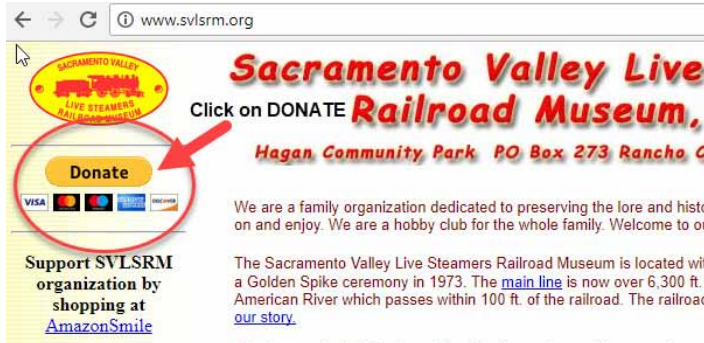 www.svlsrm.org
SACRAMENTO VALLEY
LIVE STEAMERS
RAILROAD MUSEUM
Sacramento Valley Live
Click on DONATE
Railroad Museum,
Hagan Community Park PO Box 273 Rancho C
Donate
VISA
DISCOVER
We are a family organization dedicated to preserving the lore and histo
on and enjoy. We are a hobby club for the whole family. Welcome to ou
Support SVLSRM
organization by
shopping at
AmazonSmile
The Sacramento Valley Live Steamers Railroad Museum is located wit
a Golden Spike ceremony in 1973. The main line is now over 6,300 ft.
American River which passes within 100 ft. of the railroad. The railroad
our story.